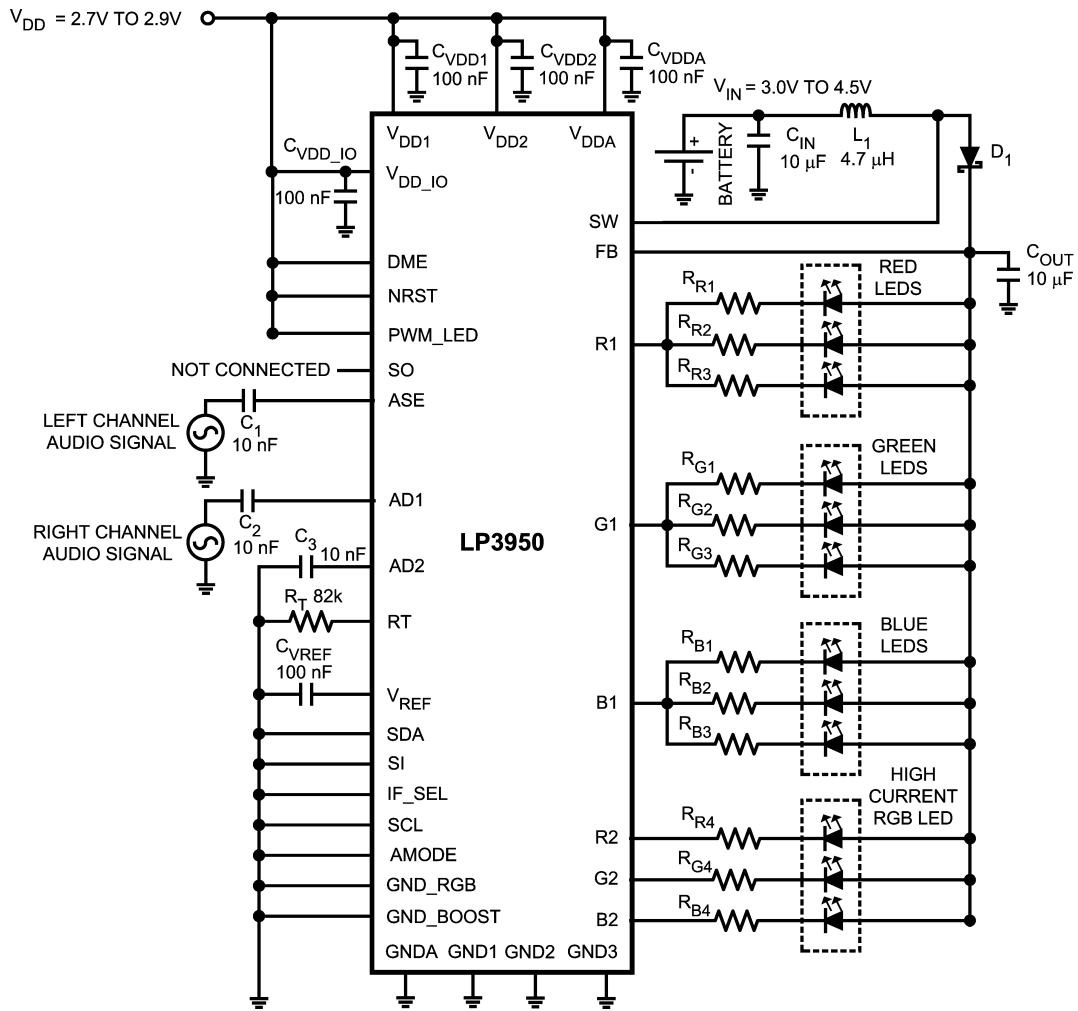 V_DD = 2.7V TO 2.9V
C_VDD1
100 nF
C_VDD2
100 nF
C_VDDA
100 nF
V_IN = 3.0V TO 4.5V
V_DD1
V_DD2
V_DDA
C_VDD_IO
100 nF
V_DD_IO
+
-
BATTERY
C_IN
10 µF
L_1
4.7 µH
D_1
SW
FB
C_OUT
10 µF
DME
NRST
PWM_LED
NOT CONNECTED
SO
ASE
LEFT CHANNEL
AUDIO SIGNAL
C_1
10 nF
AD1
RIGHT CHANNEL
AUDIO SIGNAL
C_2
10 nF
LP3950
C_3
10 nF
AD2
R_T 82k
RT
C_VREF
100 nF
V_REF
SDA
SI
IF_SEL
SCL
AMODE
GND_RGB
GND_BOOST
GNDA
GND1
GND2
GND3
RED
LEDS
R_R1
R_R2
R1
R_R3
GREEN
LEDS
R_G1
R_G2
G1
R_G3
BLUE
LEDS
R_B1
R_B2
B1
R_B3
HIGH
CURRENT
RGB LED
R_R4
R2
R_G4
G2
R_B4
B2